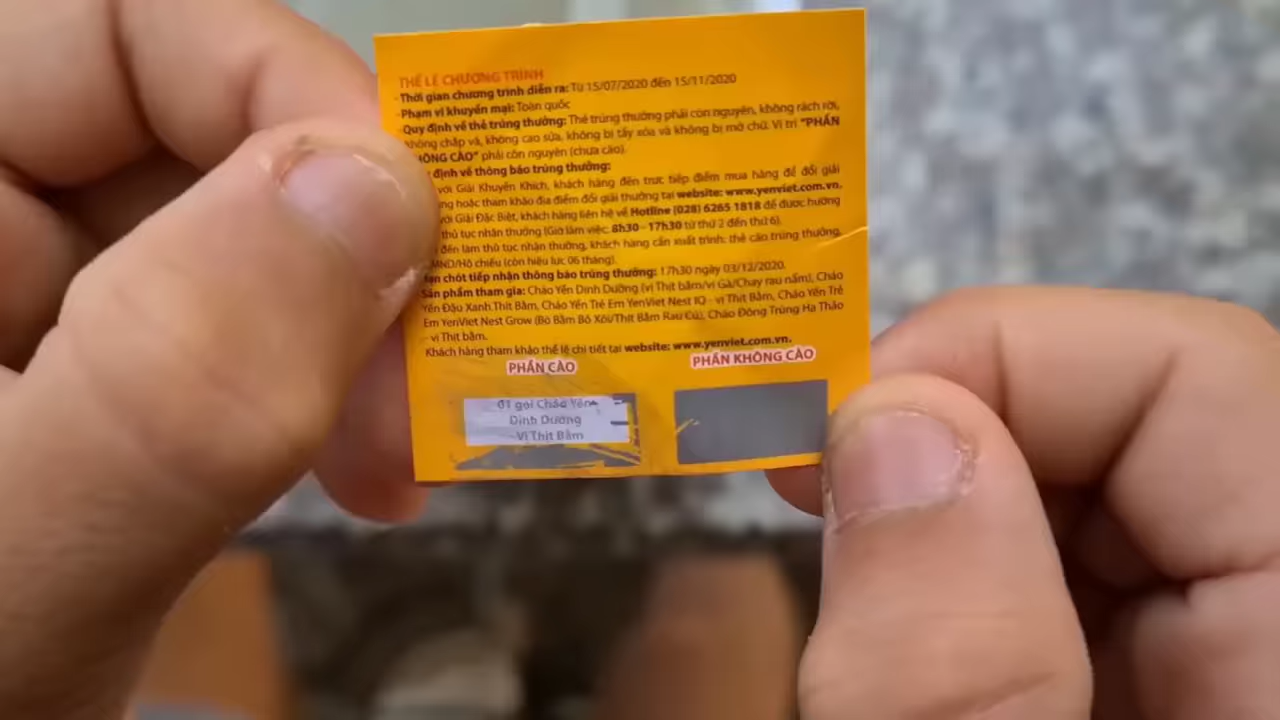 THỂ LỆ CHƯƠNG TRÌNH
- Thời gian chương trình diễn ra: Từ 15/07/2020 đến 15/11/2020
- Phạm vi khuyến mại: Toàn quốc
- Quy định về thẻ trúng thưởng: Thẻ trúng thưởng phải còn nguyên, không rách rời,
không chắp vá, không cạo sửa, không bị tẩy xóa và không bị mờ chữ. Vị trí "PHẦN
ÔNG CÀO" phải còn nguyên (chưa cào).
định về thông báo trúng thưởng:
với Giải Khuyến Khích, khách hàng đến trực tiếp điểm mua hàng để đổi giải
hoặc tham khảo địa điểm đổi giải thưởng tại website: www.yenviet.com.vn.
với Giải Đặc Biệt, khách hàng liên hệ về Hotline (028) 6265 1818 để được hướng
thủ tục nhận thưởng (Giờ làm việc: 8h30 - 17h30 từ thứ 2 đến thứ 6).
đến làm thủ tục nhận thưởng, khách hàng cần xuất trình: thẻ cào trúng thưởng,
MND/Hộ chiếu (còn hiệu lực 06 tháng).
chót tiếp nhận thông báo trúng thưởng: 17h30 ngày 03/12/2020.
Sản phẩm tham gia: Cháo Yến Dinh Dưỡng (vị Thịt bằm/vị Gà/Chay rau nấm), Cháo
Yến Đậu Xanh Thịt Bằm, Cháo Yến Trẻ Em YenViet Nest IQ - vị Thịt Bằm, Cháo Yến Trẻ
Em YenViet Nest Grow (Bò Bằm Bó Xôi/Thịt Bằm Rau Củ), Cháo Đông Trùng Hạ Thảo
- vị Thịt bằm.
Khách hàng tham khảo thể lệ chi tiết tại website: www.yenviet.com.vn.
PHẦN CÀO
PHẦN KHÔNG CÀO
01 gói Cháo Yến
Dinh Dưỡng
- Vị Thịt Bằm